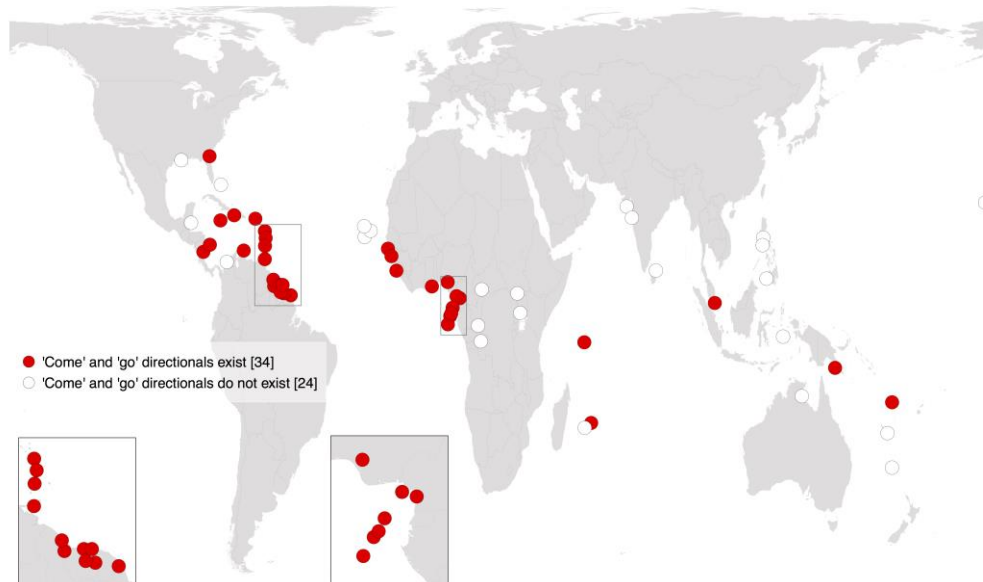 'Come' and 'go' directionals exist [34]
'Come' and 'go' directionals do not exist [24]